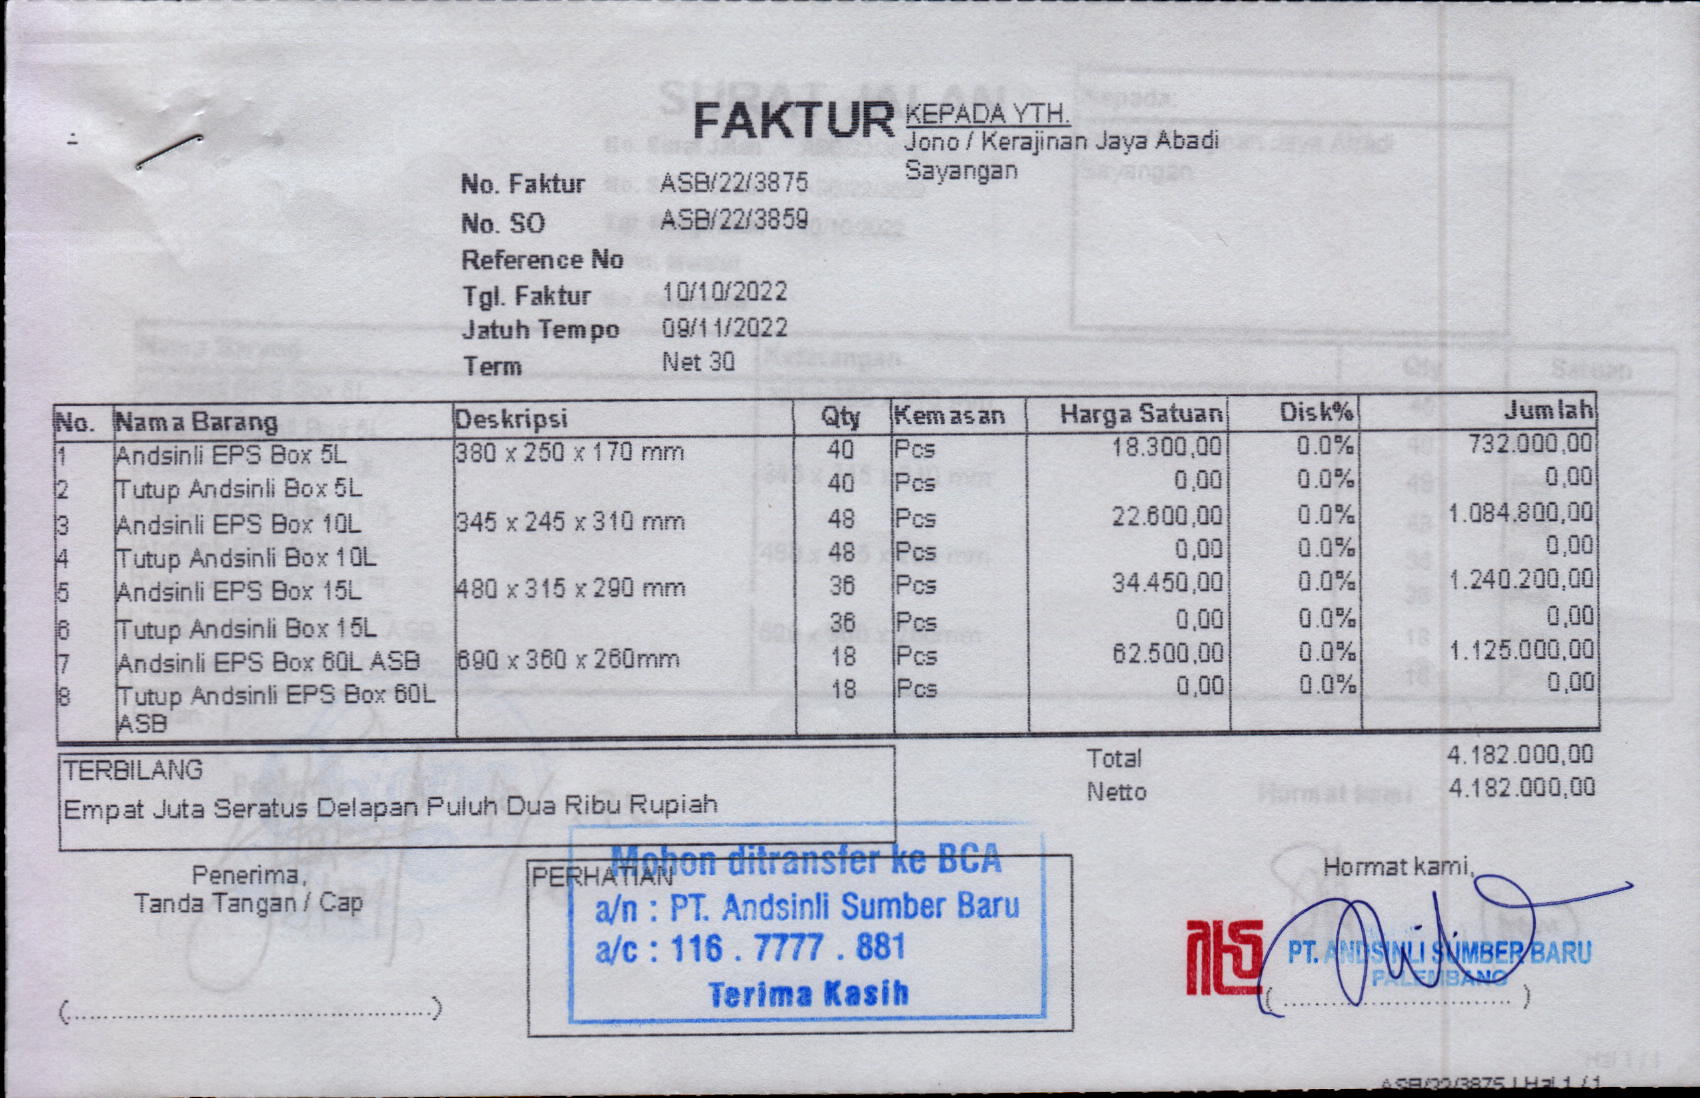 FAKTUR
KEPADA YTH.
Jono / Kerajinan Jaya Abadi
Sayangan
No. Faktur ASB/22/3875
No. SO ASB/22/3859
Reference No
Tgl. Faktur 10/10/2022
Jatuh Tempo 09/11/2022
Term Net 30
No. Nama Barang Deskripsi Qty Kemasan Harga Satuan Disk% Jumlah
1 Andsinli EPS Box 5L 380 x 250 x 170 mm 40 Pcs 18.300,00 0.0% 732.000,00
2 Tutup Andsinli Box 5L 40 Pcs 0,00 0.0% 0,00
3 Andsinli EPS Box 10L 345 x 245 x 310 mm 48 Pcs 22.600,00 0.0% 1.084.800,00
4 Tutup Andsinli Box 10L 48 Pcs 0,00 0.0% 0,00
5 Andsinli EPS Box 15L 480 x 315 x 290 mm 36 Pcs 34.450,00 0.0% 1.240.200,00
6 Tutup Andsinli Box 15L 36 Pcs 0,00 0.0% 0,00
7 Andsinli EPS Box 60L ASB 690 x 360 x 260mm 18 Pcs 62.500,00 0.0% 1.125.000,00
8 Tutup Andsinli EPS Box 60L 18 Pcs 0,00 0.0% 0,00
ASB
Total 4.182.000,00
Netto 4.182.000,00
TERBILANG
Empat Juta Seratus Delapan Puluh Dua Ribu Rupiah
Penerima,
Tanda Tangan / Cap
PERHATIAN
Mohon ditransfer ke BCA
a/n : PT. Andsinli Sumber Baru
a/c : 116 . 7777 . 881
Terima Kasih
Hormat kami,
PT. ANDSINLI SUMBER BARU
PALEMBANG
ASB/22/3875 | Hal 1 / 1